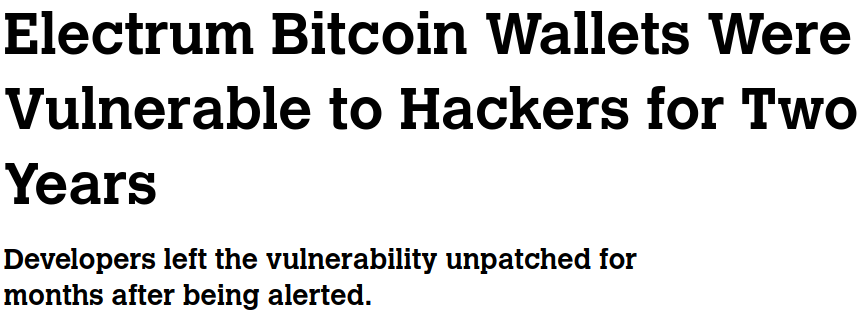 Electrum Bitcoin Wallets Were
Vulnerable to Hackers for Two
Years
Developers left the vulnerability unpatched for
months after being alerted.